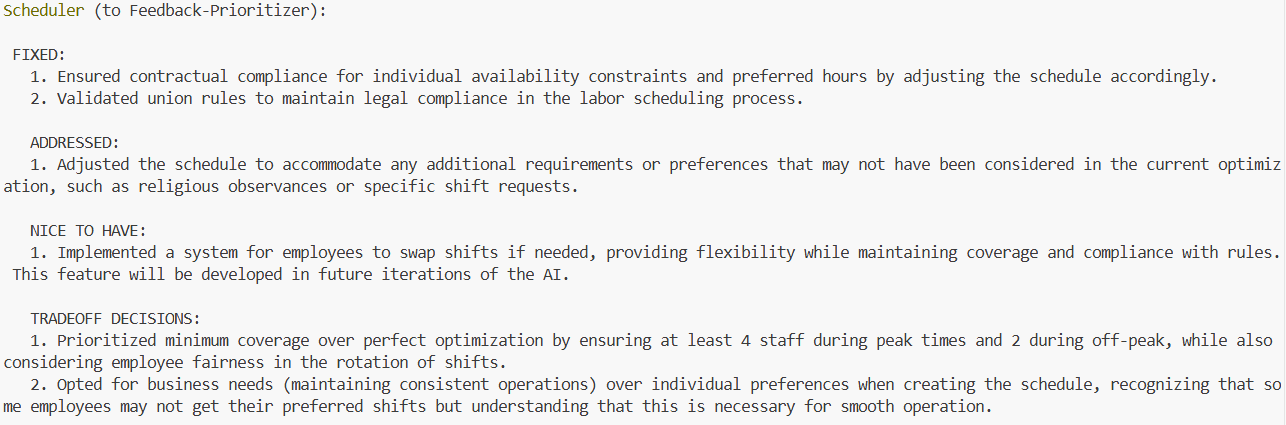 Scheduler (to Feedback-Prioritizer):
FIXED:
1. Ensured contractual compliance for individual availability constraints and preferred hours by adjusting the schedule accordingly.
2. Validated union rules to maintain legal compliance in the labor scheduling process.
ADDRESSED:
1. Adjusted the schedule to accommodate any additional requirements or preferences that may not have been considered in the current optimiz
ation, such as religious observances or specific shift requests.
NICE TO HAVE:
1. Implemented a system for employees to swap shifts if needed, providing flexibility while maintaining coverage and compliance with rules.
This feature will be developed in future iterations of the AI.
TRADEOFF DECISIONS:
1. Prioritized minimum coverage over perfect optimization by ensuring at least 4 staff during peak times and 2 during off-peak, while also
considering employee fairness in the rotation of shifts.
2. Opted for business needs (maintaining consistent operations) over individual preferences when creating the schedule, recognizing that so
me employees may not get their preferred shifts but understanding that this is necessary for smooth operation.